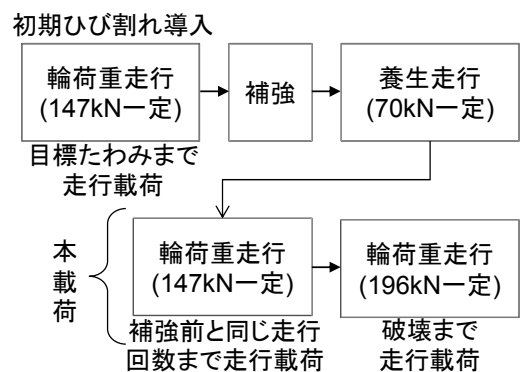 初期ひび割れ導入
輪荷重走行
(147kN一定)
目標たわみまで
走行載荷
補強
養生走行
(70kN一定)
本載荷
輪荷重走行
(147kN一定)
補強前と同じ走行
回数まで走行載荷
輪荷重走行
(196kN一定)
破壊まで
走行載荷